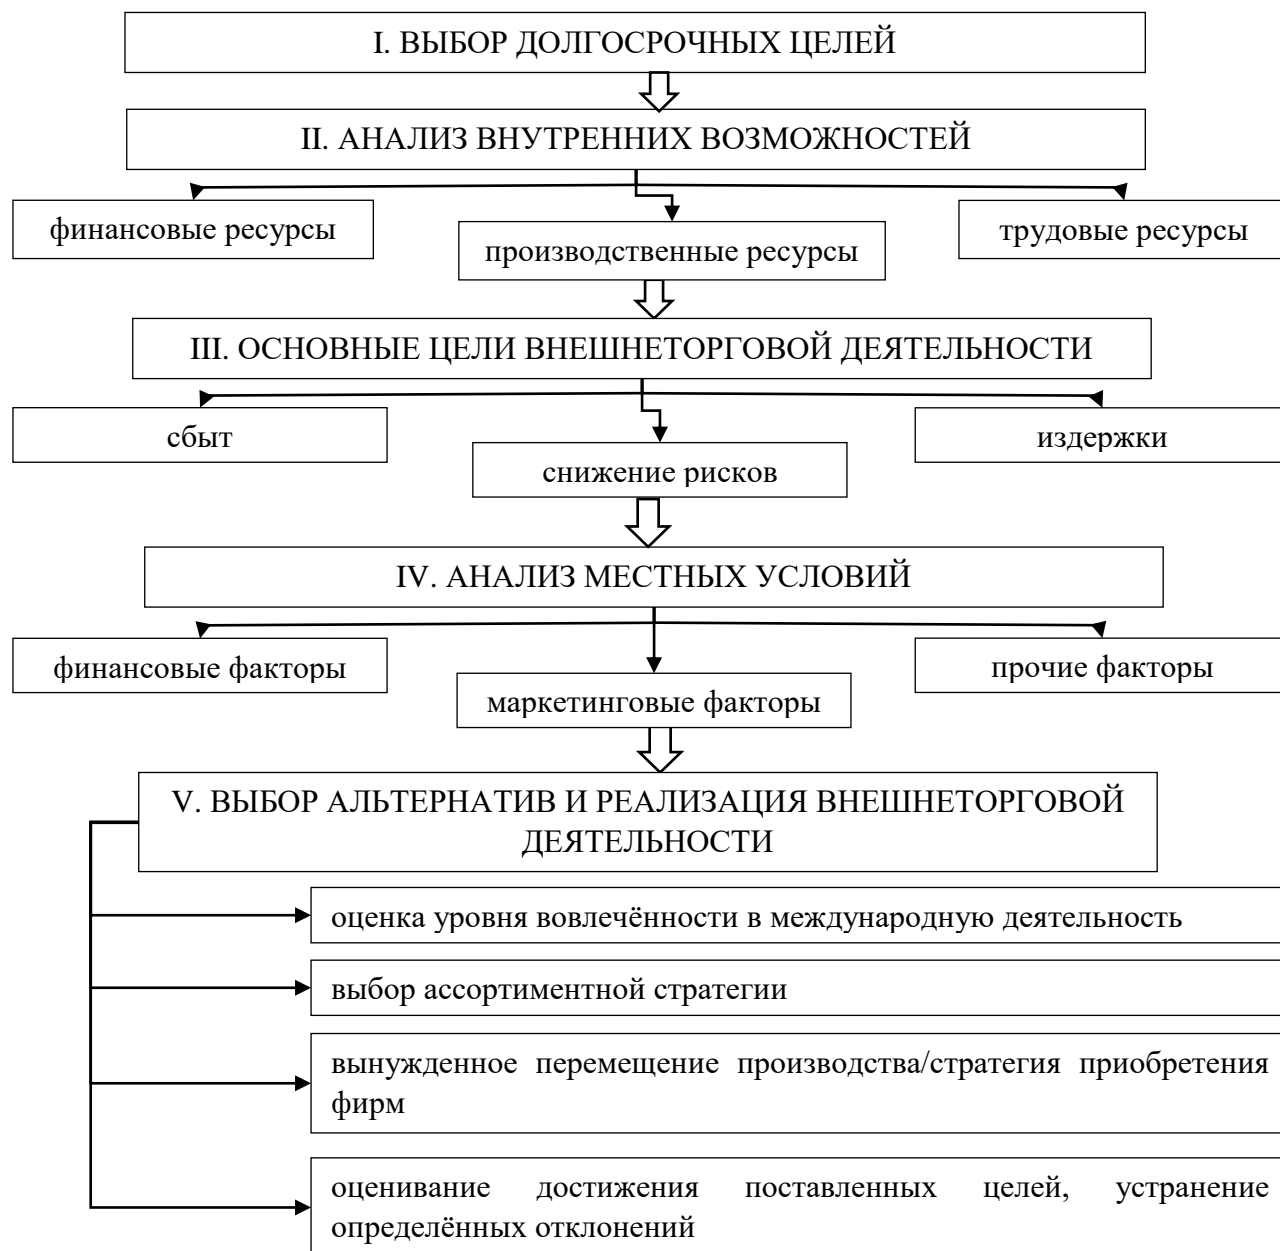 I. ВЫБОР ДОЛГОСРОЧНЫХ ЦЕЛЕЙ
II. АНАЛИЗ ВНУТРЕННИХ ВОЗМОЖНОСТЕЙ
финансовые ресурсы
производственные ресурсы
трудовые ресурсы
III. ОСНОВНЫЕ ЦЕЛИ ВНЕШНЕТОРГОВОЙ ДЕЯТЕЛЬНОСТИ
сбыт
снижение рисков
издержки
IV. АНАЛИЗ МЕСТНЫХ УСЛОВИЙ
финансовые факторы
маркетинговые факторы
прочие факторы
V. ВЫБОР АЛЬТЕРНАТИВ И РЕАЛИЗАЦИЯ ВНЕШНЕТОРГОВОЙ
ДЕЯТЕЛЬНОСТИ
оценка уровня вовлечённости в международную деятельность
выбор ассортиментной стратегии
вынужденное перемещение производства/стратегия приобретения
фирм
оценивание достижения поставленных целей, устранение
определённых отклонений